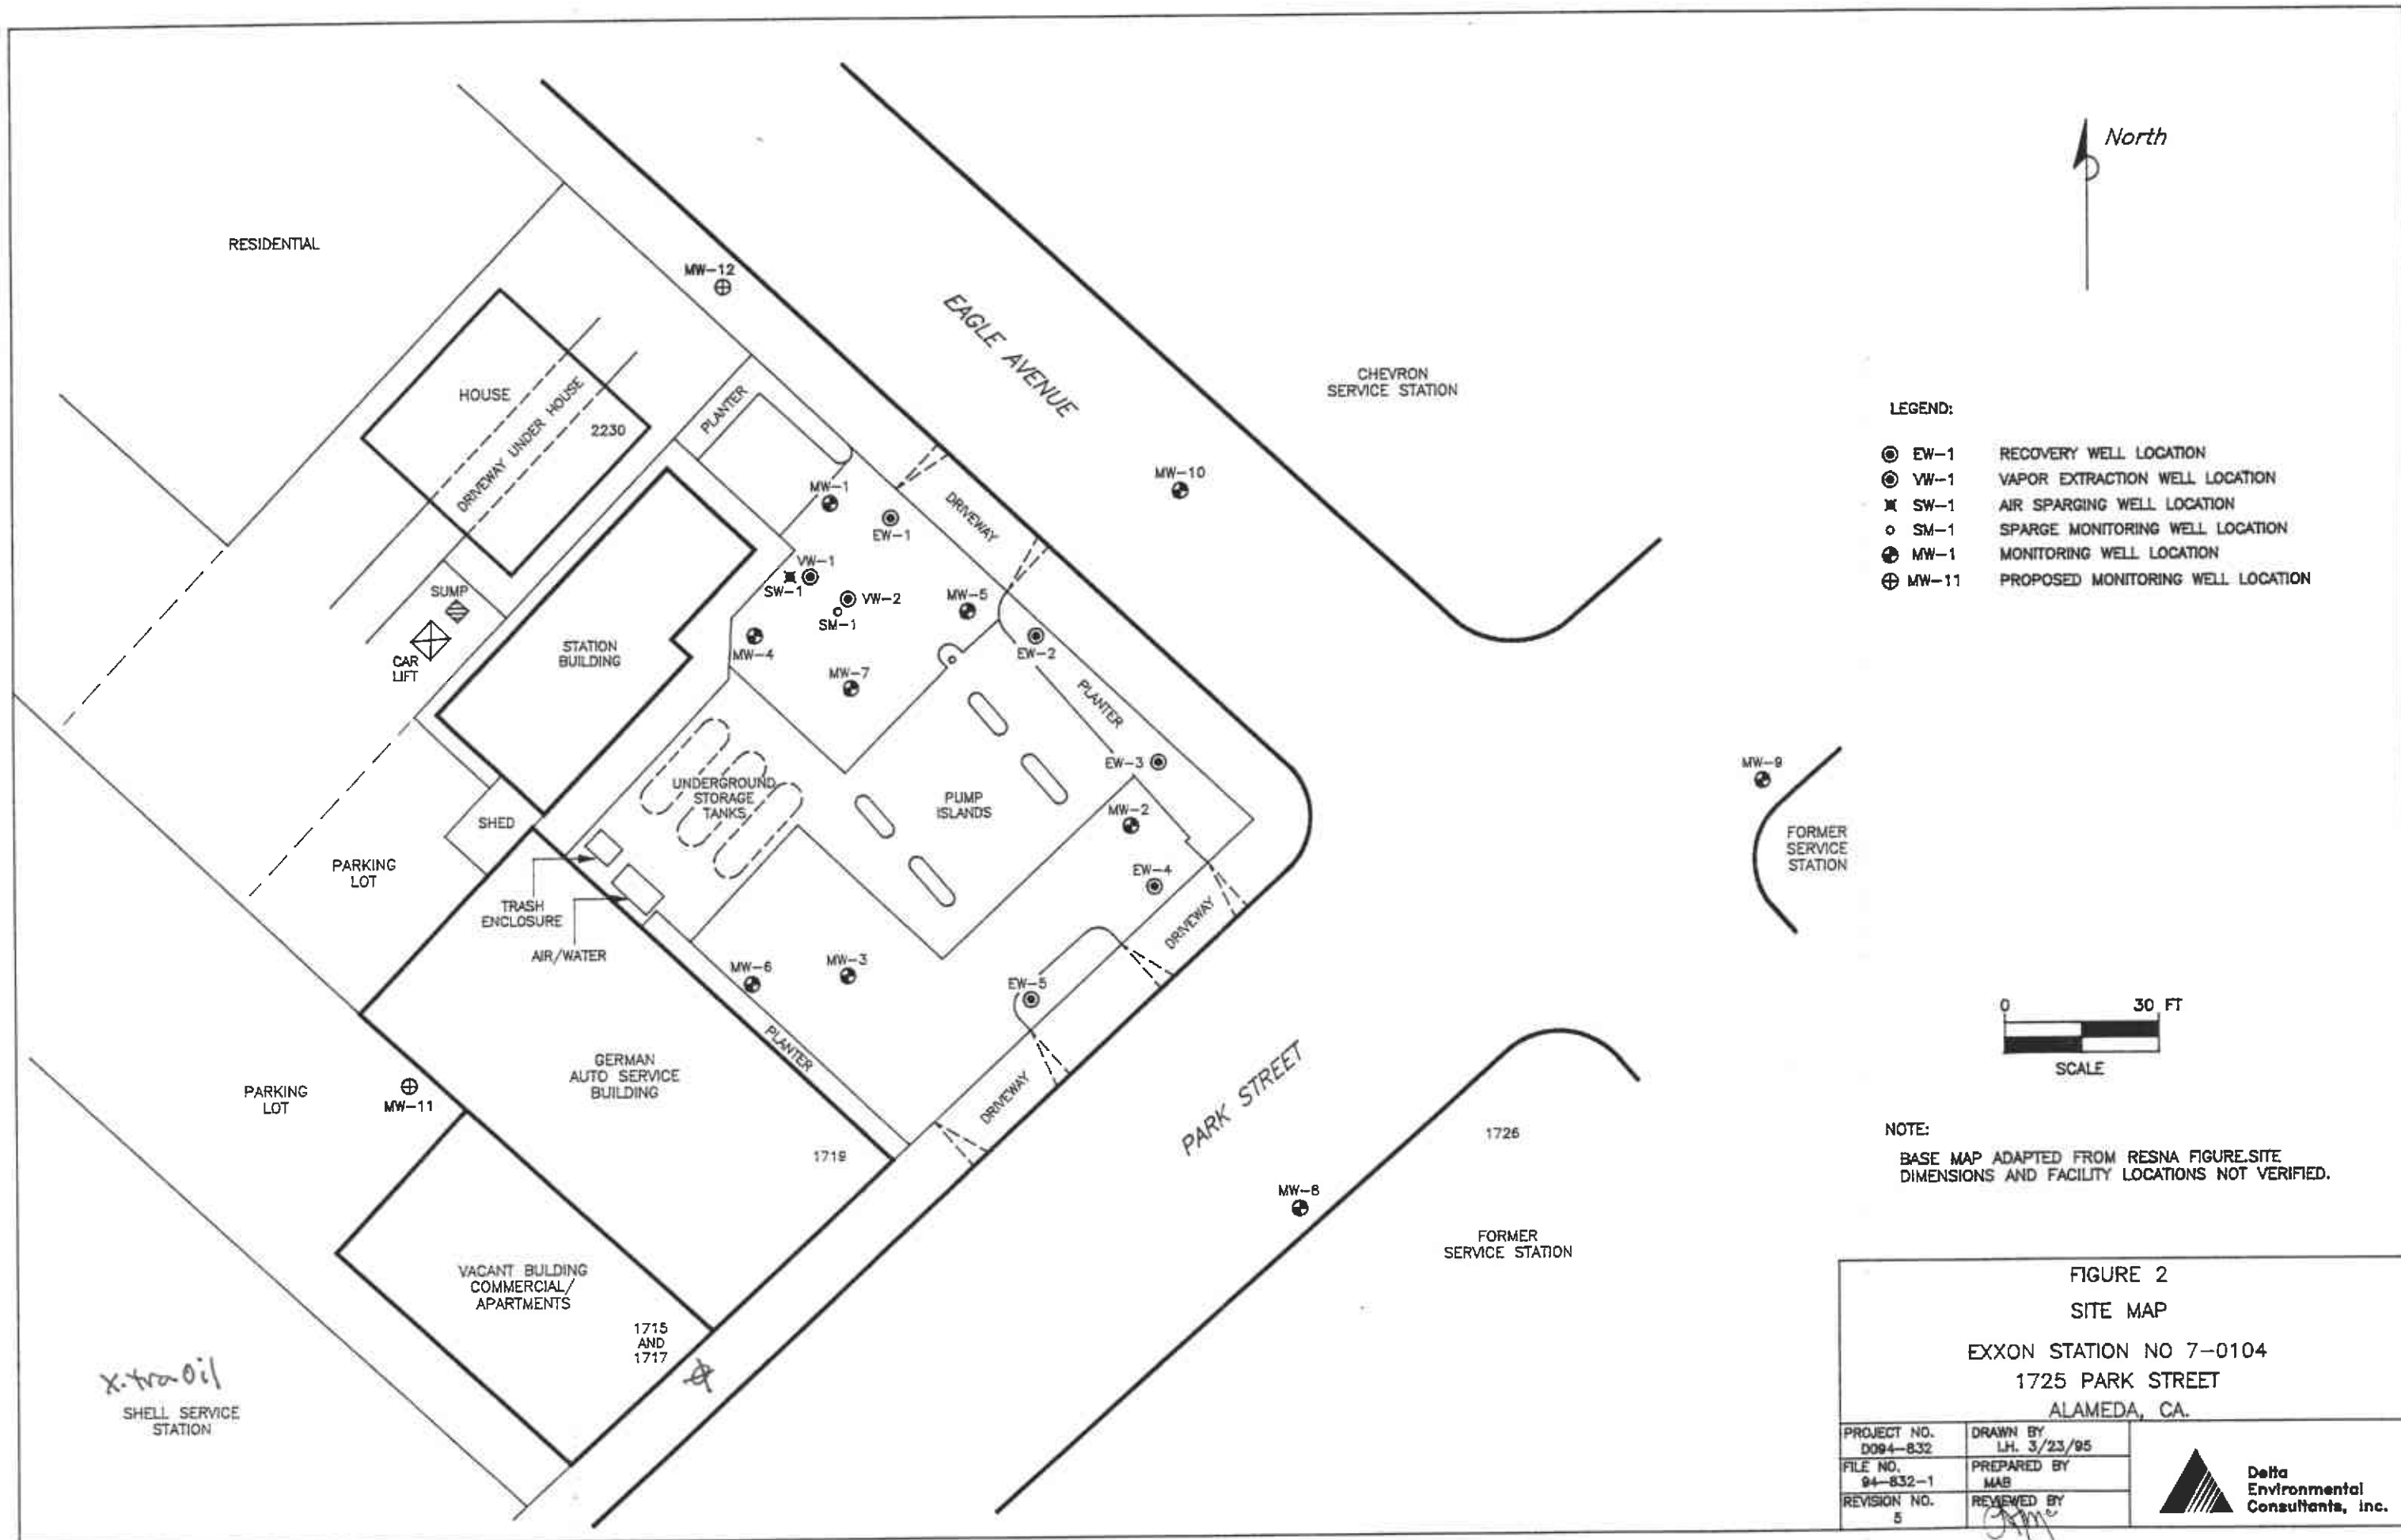 North
RESIDENTIAL
MW-12
EAGLE AVENUE
CHEVRON
SERVICE STATION
HOUSE
2230
DRIVEWAY UNDER HOUSE
PLANTER
MW-1
EW-1
DRIVEWAY
MW-10
VW-1
SW-1
VW-2
SM-1
MW-5
MW-4
MW-7
EW-2
PLANTER
SUMP
CAR
LIFT
STATION
BUILDING
UNDERGROUND
STORAGE
TANKS
PUMP
ISLANDS
EW-3
MW-2
EW-4
MW-9
FORMER
SERVICE
STATION
SHED
PARKING
LOT
TRASH
ENCLOSURE
AIR/WATER
MW-6
MW-3
EW-5
DRIVEWAY
PLANTER
DRIVEWAY
PARK STREET
GERMAN
AUTO SERVICE
BUILDING
1719
PARKING
LOT
MW-11
1726
MW-8
FORMER
SERVICE STATION
VACANT BULDING
COMMERCIAL/
APARTMENTS
1715
AND
1717
X-tra Oil
SHELL SERVICE
STATION
LEGEND:
EW-1 RECOVERY WELL LOCATION
VW-1 VAPOR EXTRACTION WELL LOCATION
SW-1 AIR SPARGING WELL LOCATION
SM-1 SPARGE MONITORING WELL LOCATION
MW-1 MONITORING WELL LOCATION
MW-11 PROPOSED MONITORING WELL LOCATION
0 30 FT
SCALE
NOTE:
BASE MAP ADAPTED FROM RESNA FIGURE.SITE
DIMENSIONS AND FACILITY LOCATIONS NOT VERIFIED.
FIGURE 2
SITE MAP
EXXON STATION NO 7-0104
1725 PARK STREET
ALAMEDA, CA.
PROJECT NO.
D094-832
DRAWN BY
LH. 3/23/95
FILE NO.
94-832-1
PREPARED BY
MAB
REVISION NO.
5
REVIEWED BY
Delta
Environmental
Consultants, Inc.